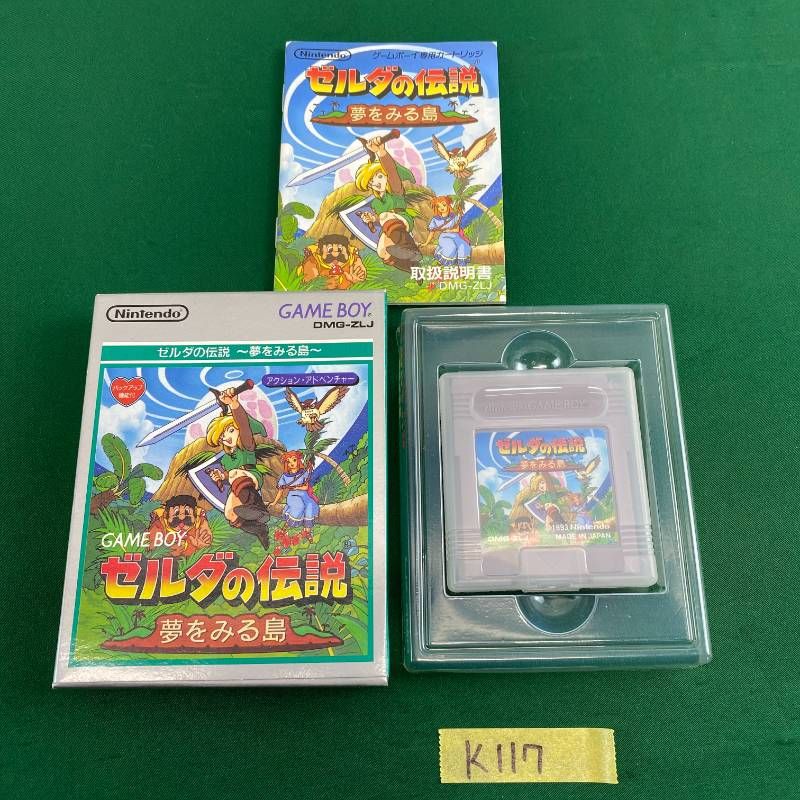 Nintendo
ゲームボーイ専用カートリッジ
ゼルダの伝説
夢をみる島
取扱説明書
DMG-ZLJ
Nintendo
GAME BOY
DMG-ZLJ
ゼルダの伝説 ～夢をみる島～
バックアップ
機能付
アクション・アドベンチャー
GAME BOY
ゼルダの伝説
夢をみる島
Nintendo GAME BOY
ゼルダの伝説
夢をみる島
©1993 Nintendo
DMG-ZLJ
MADE IN JAPAN
K117